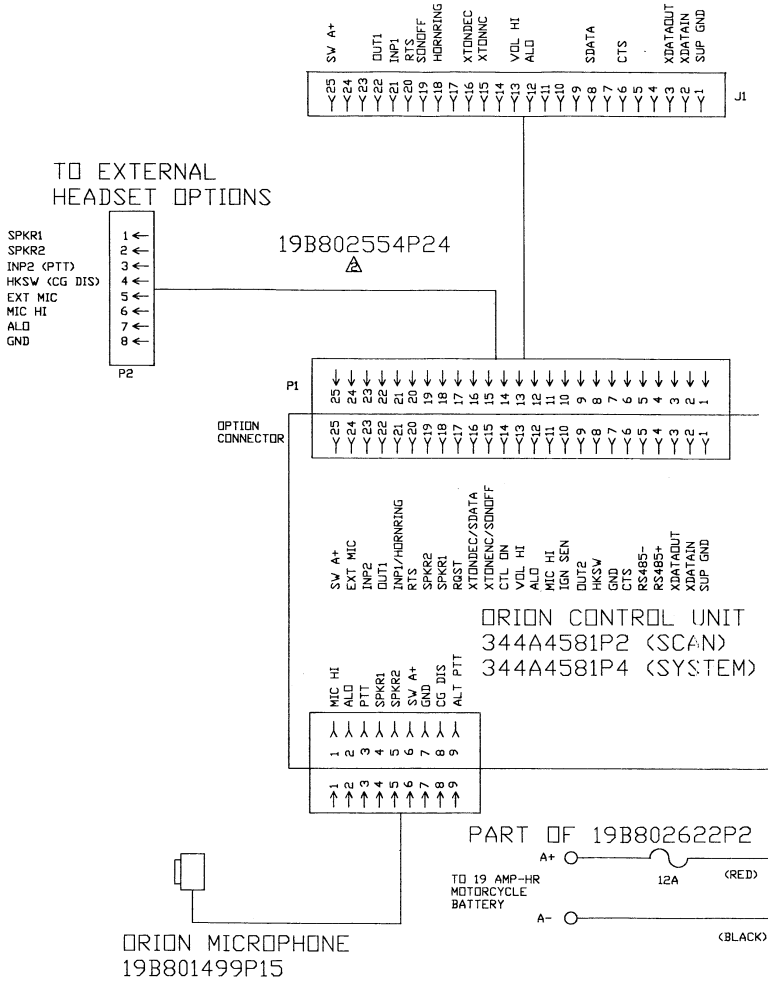 SW A+
OUT1
INP1
RTS
SONOFF
HORNRING
XTONDEC
XTONNC
VOL HI
ALO
SDATA
CTS
XDATAOUT
XDATAIN
SUP GND
25 24 23 22 21 20 19 18 17 16 15 14 13 12 11 10 9 8 7 6 5 4 3 2 1
J1
TO EXTERNAL
HEADSET OPTIONS
SPKR1 1
SPKR2 2
INP2 (PTT) 3
HKSW (CG DIS) 4
EXT MIC 5
MIC HI 6
ALO 7
GND 8
P2
19B802554P24
2
P1
25 24 23 22 21 20 19 18 17 16 15 14 13 12 11 10 9 8 7 6 5 4 3 2 1
OPTION
CONNECTOR
25 24 23 22 21 20 19 18 17 16 15 14 13 12 11 10 9 8 7 6 5 4 3 2 1
SW A+
EXT MIC
INP2
OUT1
INP1/HORNRING
RTS
SPKR2
SPKR1
RQST
XTONDEC/SDATA
XTONENC/SONOFF
CTL ON
VOL HI
ALO
MIC HI
IGN SEN
OUT2
HKSW
GND
CTS
RS485-
RS485+
XDATAOUT
XDATAIN
SUP GND
ORION CONTROL UNIT
344A4581P2 (SCAN)
344A4581P4 (SYSTEM)
MIC HI
ALO
PTT
SPKR1
SPKR2
SW A+
GND
CG DIS
ALT PTT
1 2 3 4 5 6 7 8 9
1 2 3 4 5 6 7 8 9
PART OF 19B802622P2
A+
12A
(RED)
TO 19 AMP-HR
MOTORCYCLE
BATTERY
A-
(BLACK)
ORION MICROPHONE
19B801499P15